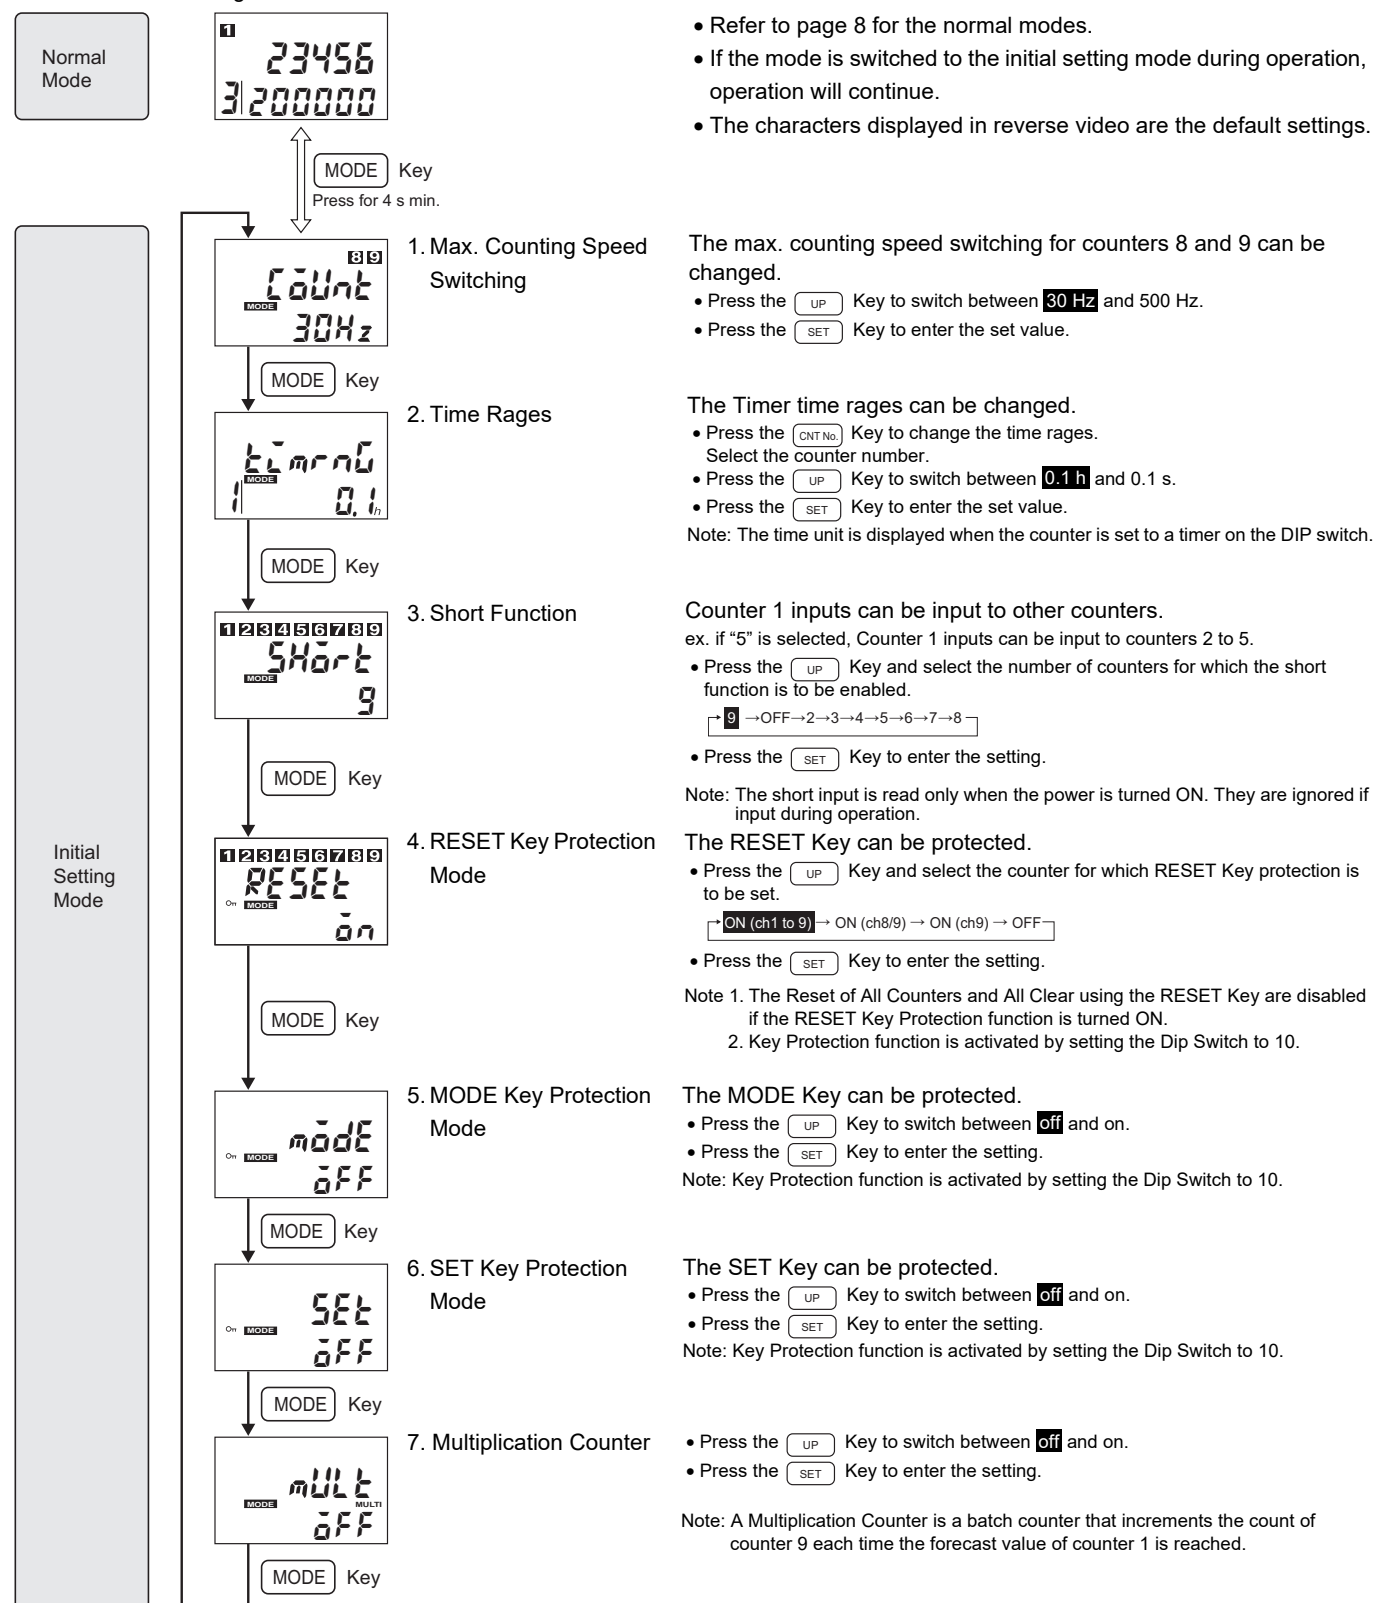 Normal
Mode
1
23456
3 200000
• Refer to page 8 for the normal modes.
• If the mode is switched to the initial setting mode during operation,
operation will continue.
• The characters displayed in reverse video are the default settings.
MODE Key
Press for 4 s min.
Initial
Setting
Mode
8 9
CoUnt
MODE
30Hz
1. Max. Counting Speed
Switching
The max. counting speed switching for counters 8 and 9 can be
changed.
• Press the UP Key to switch between 30 Hz and 500 Hz.
• Press the SET Key to enter the set value.
MODE Key
timrnG
MODE
1 0.1h
2. Time Rages
The Timer time rages can be changed.
• Press the CNT No. Key to change the time rages.
Select the counter number.
• Press the UP Key to switch between 0.1 h and 0.1 s.
• Press the SET Key to enter the set value.
Note: The time unit is displayed when the counter is set to a timer on the DIP switch.
MODE Key
1 2 3 4 5 6 7 8 9
SHort
MODE
9
3. Short Function
Counter 1 inputs can be input to other counters.
ex. if “5” is selected, Counter 1 inputs can be input to counters 2 to 5.
• Press the UP Key and select the number of counters for which the short
function is to be enabled.
9 →OFF→2→3→4→5→6→7→8
• Press the SET Key to enter the setting.
Note: The short input is read only when the power is turned ON. They are ignored if
input during operation.
MODE Key
1 2 3 4 5 6 7 8 9
RESEt
MODE
on
4. RESET Key Protection
Mode
The RESET Key can be protected.
• Press the UP Key and select the counter for which RESET Key protection is
to be set.
ON (ch1 to 9) → ON (ch8/9) → ON (ch9) → OFF
• Press the SET Key to enter the setting.
Note 1. The Reset of All Counters and All Clear using the RESET Key are disabled
if the RESET Key Protection function is turned ON.
2. Key Protection function is activated by setting the Dip Switch to 10.
MODE Key
modE
MODE
oFF
5. MODE Key Protection
Mode
The MODE Key can be protected.
• Press the UP Key to switch between off and on.
• Press the SET Key to enter the setting.
Note: Key Protection function is activated by setting the Dip Switch to 10.
MODE Key
SEt
MODE
oFF
6. SET Key Protection
Mode
The SET Key can be protected.
• Press the UP Key to switch between off and on.
• Press the SET Key to enter the setting.
Note: Key Protection function is activated by setting the Dip Switch to 10.
MODE Key
mULt
MODE MULTI
oFF
7. Multiplication Counter
• Press the UP Key to switch between off and on.
• Press the SET Key to enter the setting.
Note: A Multiplication Counter is a batch counter that increments the count of
counter 9 each time the forecast value of counter 1 is reached.
MODE Key